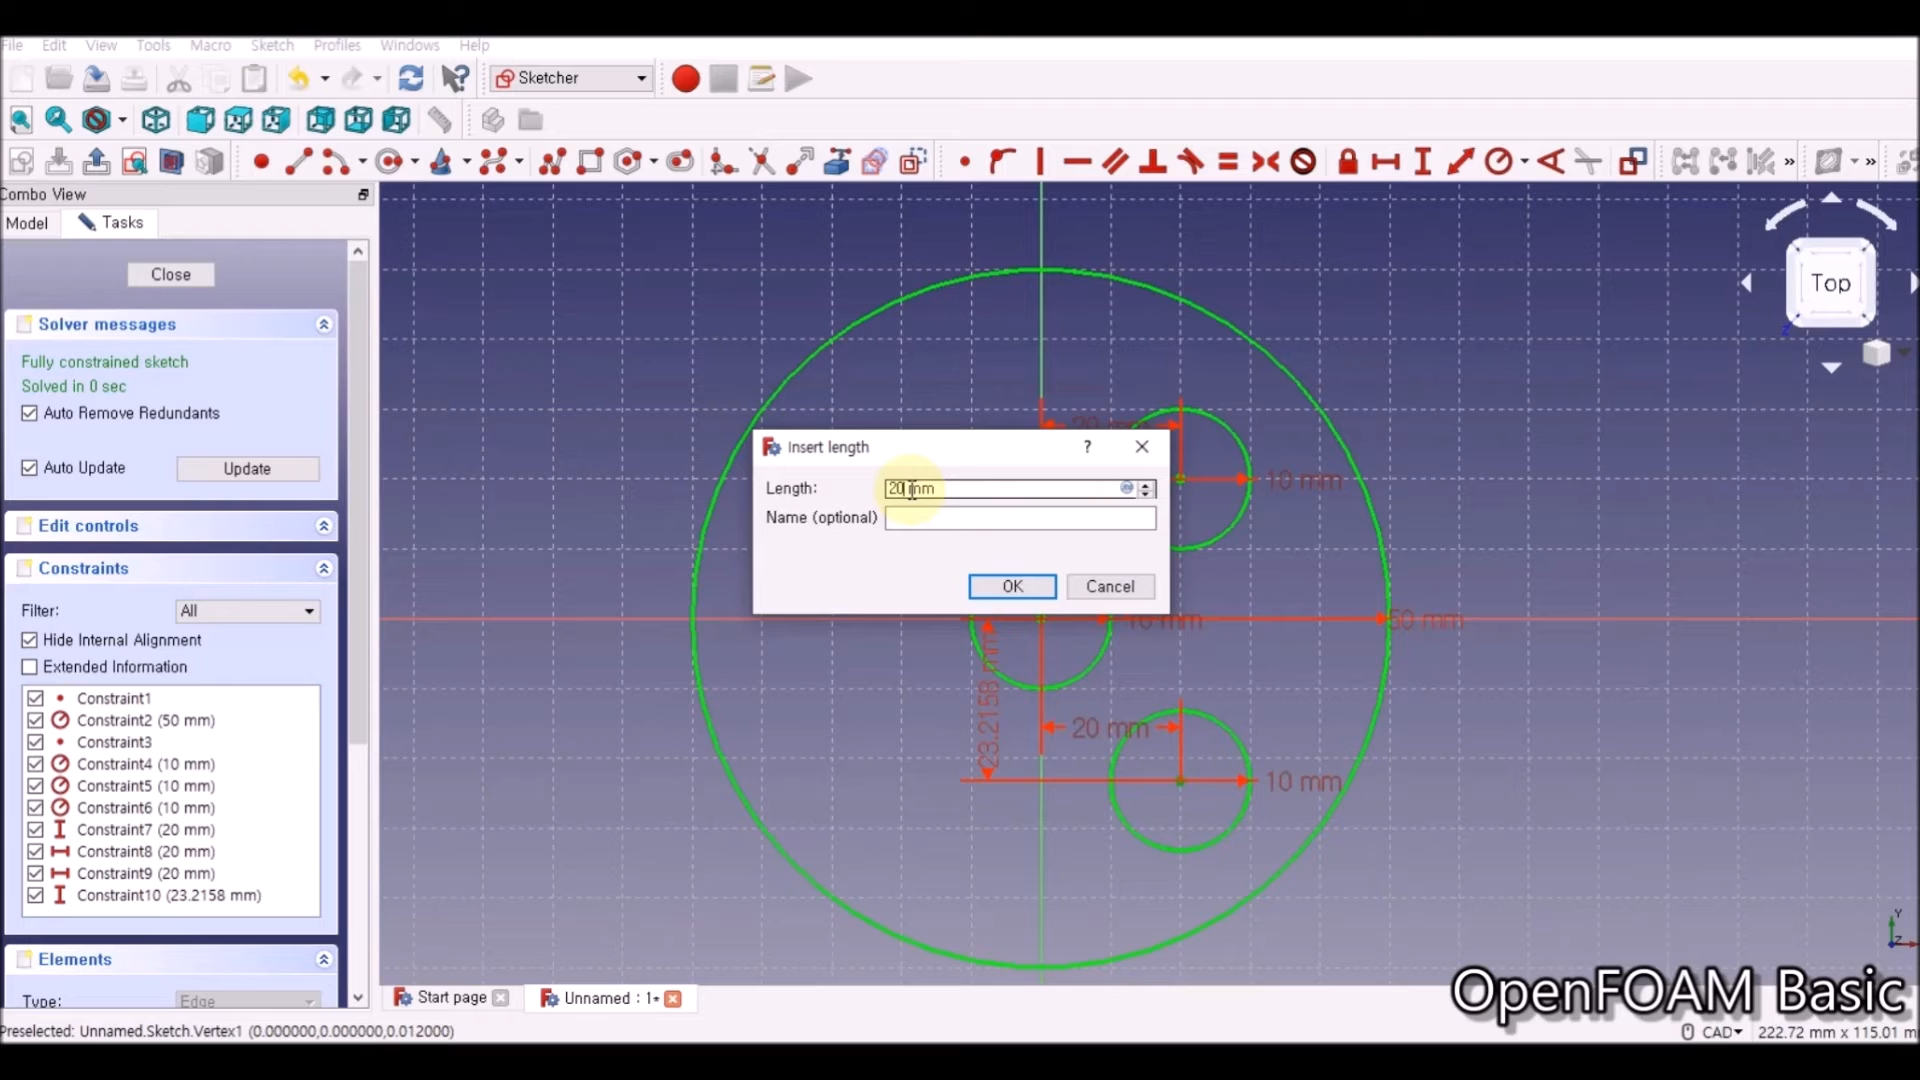 File Edit View Tools Macro Sketch Profiles Windows Help
Sketcher
Combo View
Model Tasks
Close
Solver messages
Fully constrained sketch
Solved in 0 sec
Auto Remove Redundants
Auto Update Update
Edit controls
Constraints
Filter: All
Hide Internal Alignment
Extended Information
Constraint1
Constraint2 (50 mm)
Constraint3
Constraint4 (10 mm)
Constraint5 (10 mm)
Constraint6 (10 mm)
Constraint7 (20 mm)
Constraint8 (20 mm)
Constraint9 (20 mm)
Constraint10 (23.2158 mm)
Elements
Type: Edge
Top
20 mm
10 mm
Insert length
?
Length: 20 mm
Name (optional)
OK Cancel
10 mm
50 mm
23.2158 mm
20 mm
10 mm
Y
Z
Z
Start page Unnamed : 1*
OpenFOAM Basic
Preselected: Unnamed.Sketch.Vertex1 (0.000000,0.000000,0.012000)
CAD 222.72 mm x 115.01 m